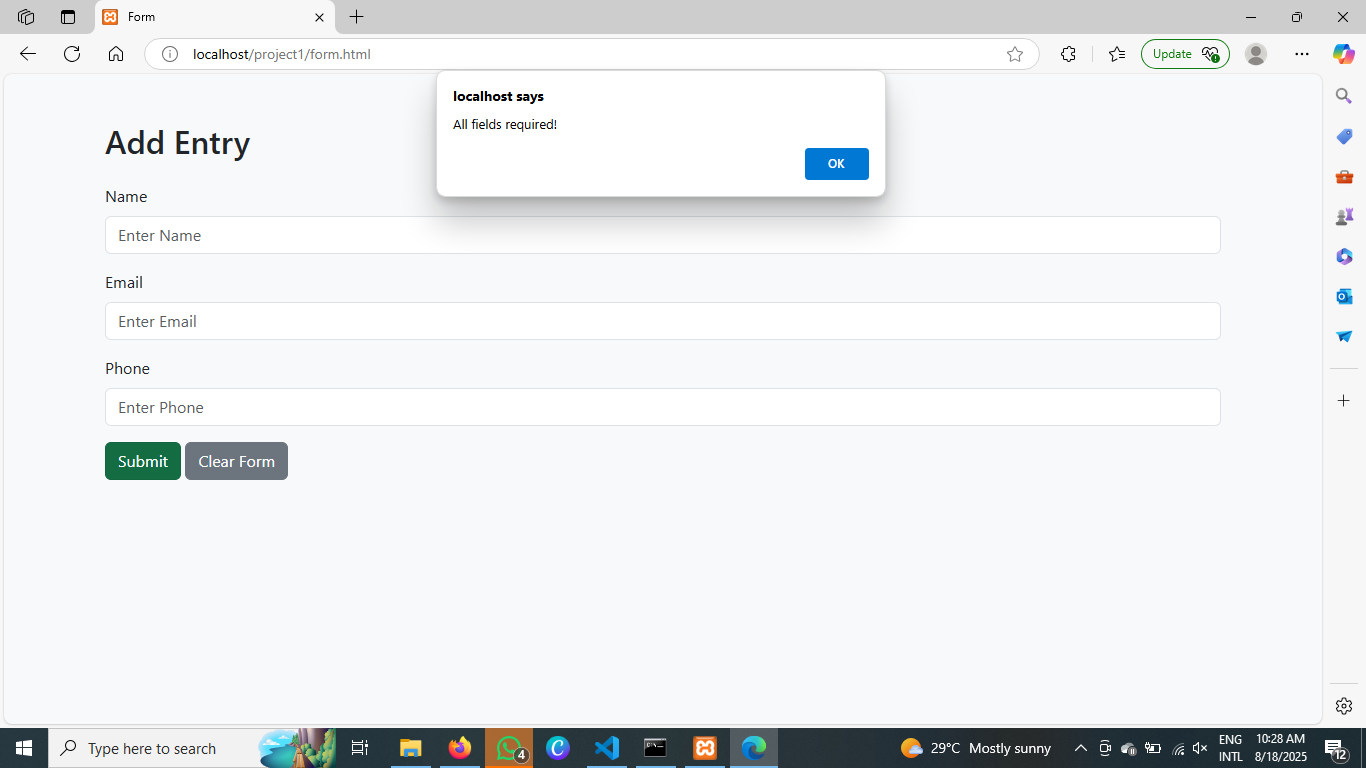 Form
localhost/project1/form.html
Update
localhost says
All fields required!
OK
Add Entry
Name
Enter Name
Email
Enter Email
Phone
Enter Phone
Submit Clear Form
Type here to search
4
29°C Mostly sunny
ENG
INTL
10:28 AM
8/18/2025
12